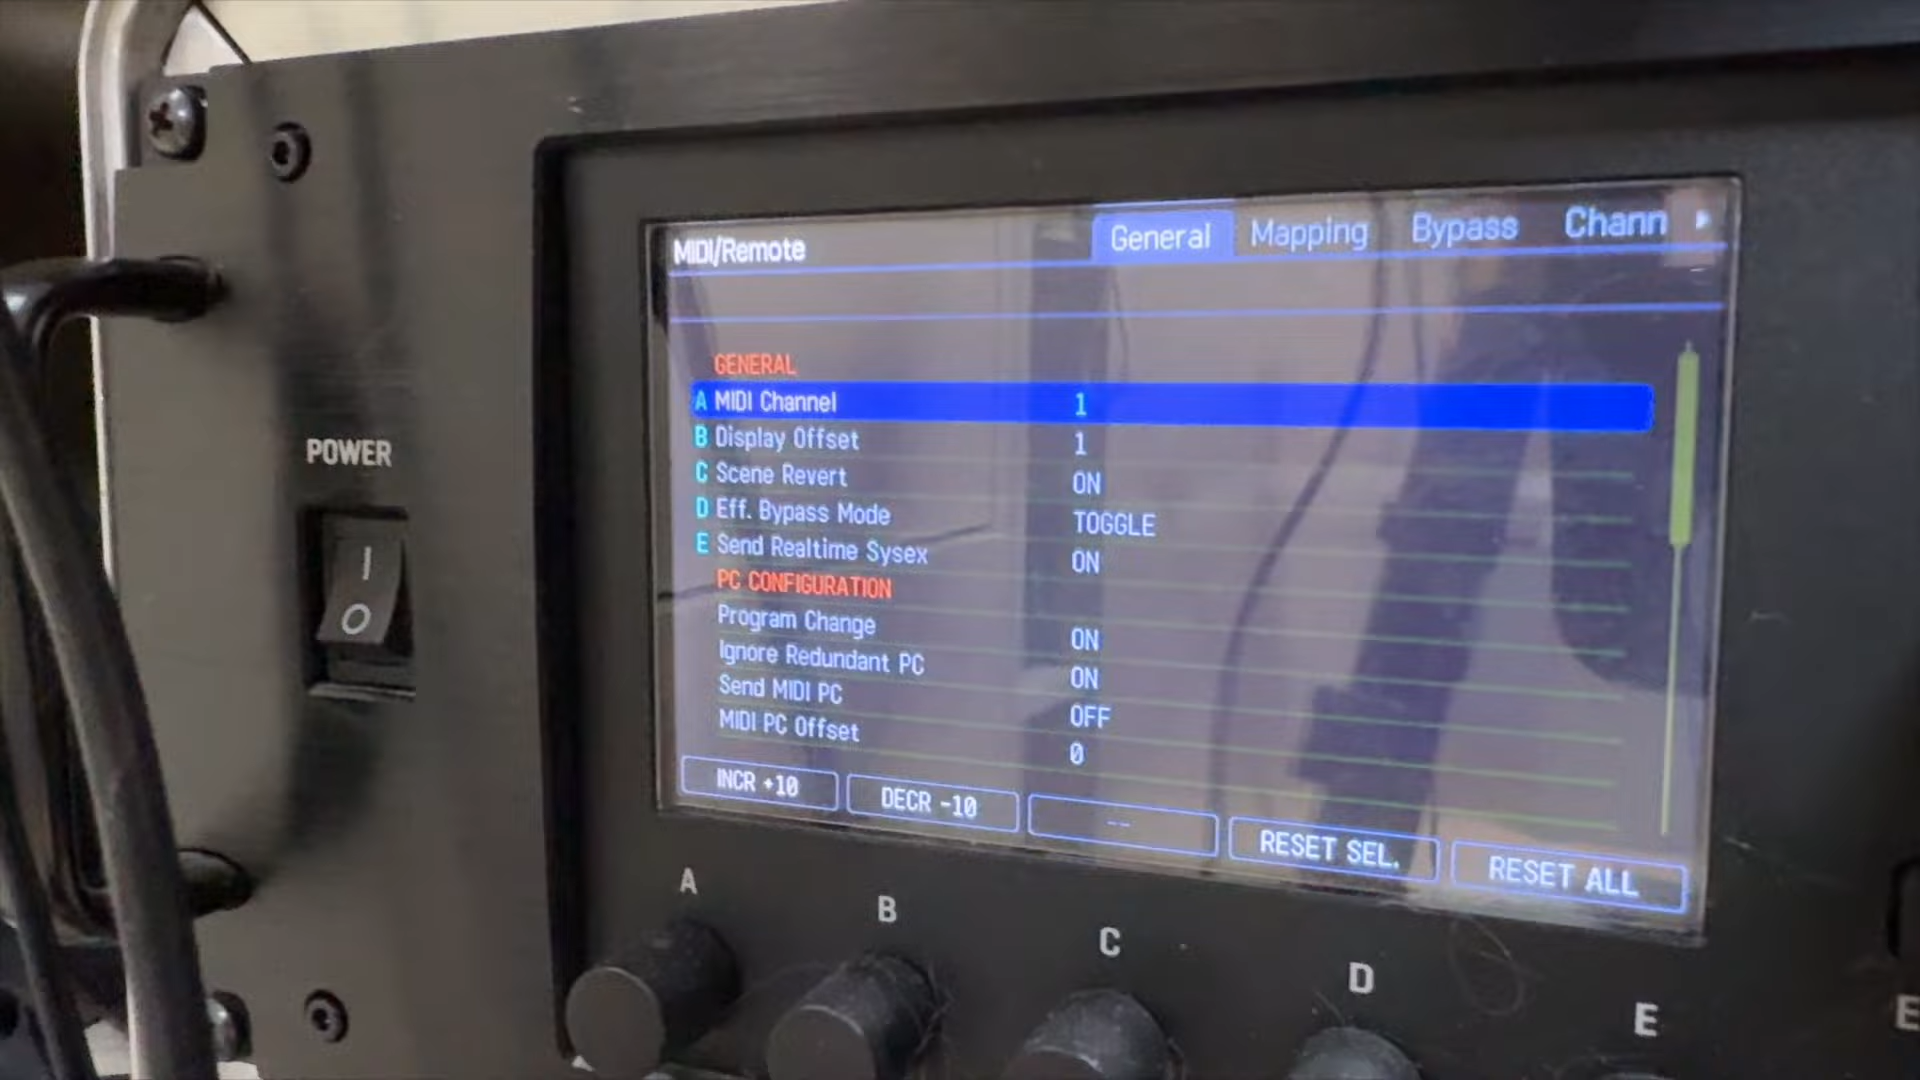 MIDI/Remote General Mapping Bypass Chann
GENERAL
A MIDI Channel 1
B Display Offset 1
C Scene Revert ON
D Eff. Bypass Mode TOGGLE
E Send Realtime Sysex ON
PC CONFIGURATION
Program Change ON
Ignore Redundant PC ON
Send MIDI PC OFF
MIDI PC Offset 0
INCR +10 DECR -10 -- RESET SEL. RESET ALL
POWER
I
O
A B C D E
E